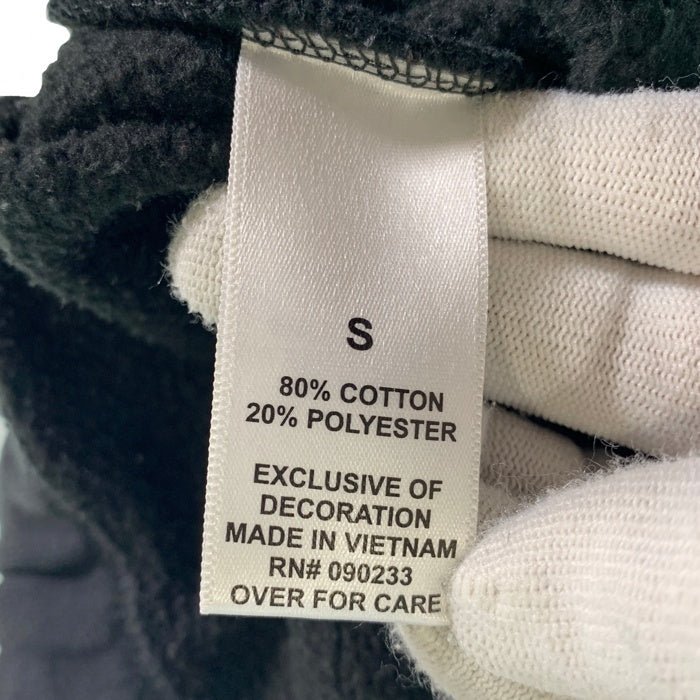 S
80% COTTON
20% POLYESTER
EXCLUSIVE OF
DECORATION
MADE IN VIETNAM
RN# 090233
OVER FOR CARE